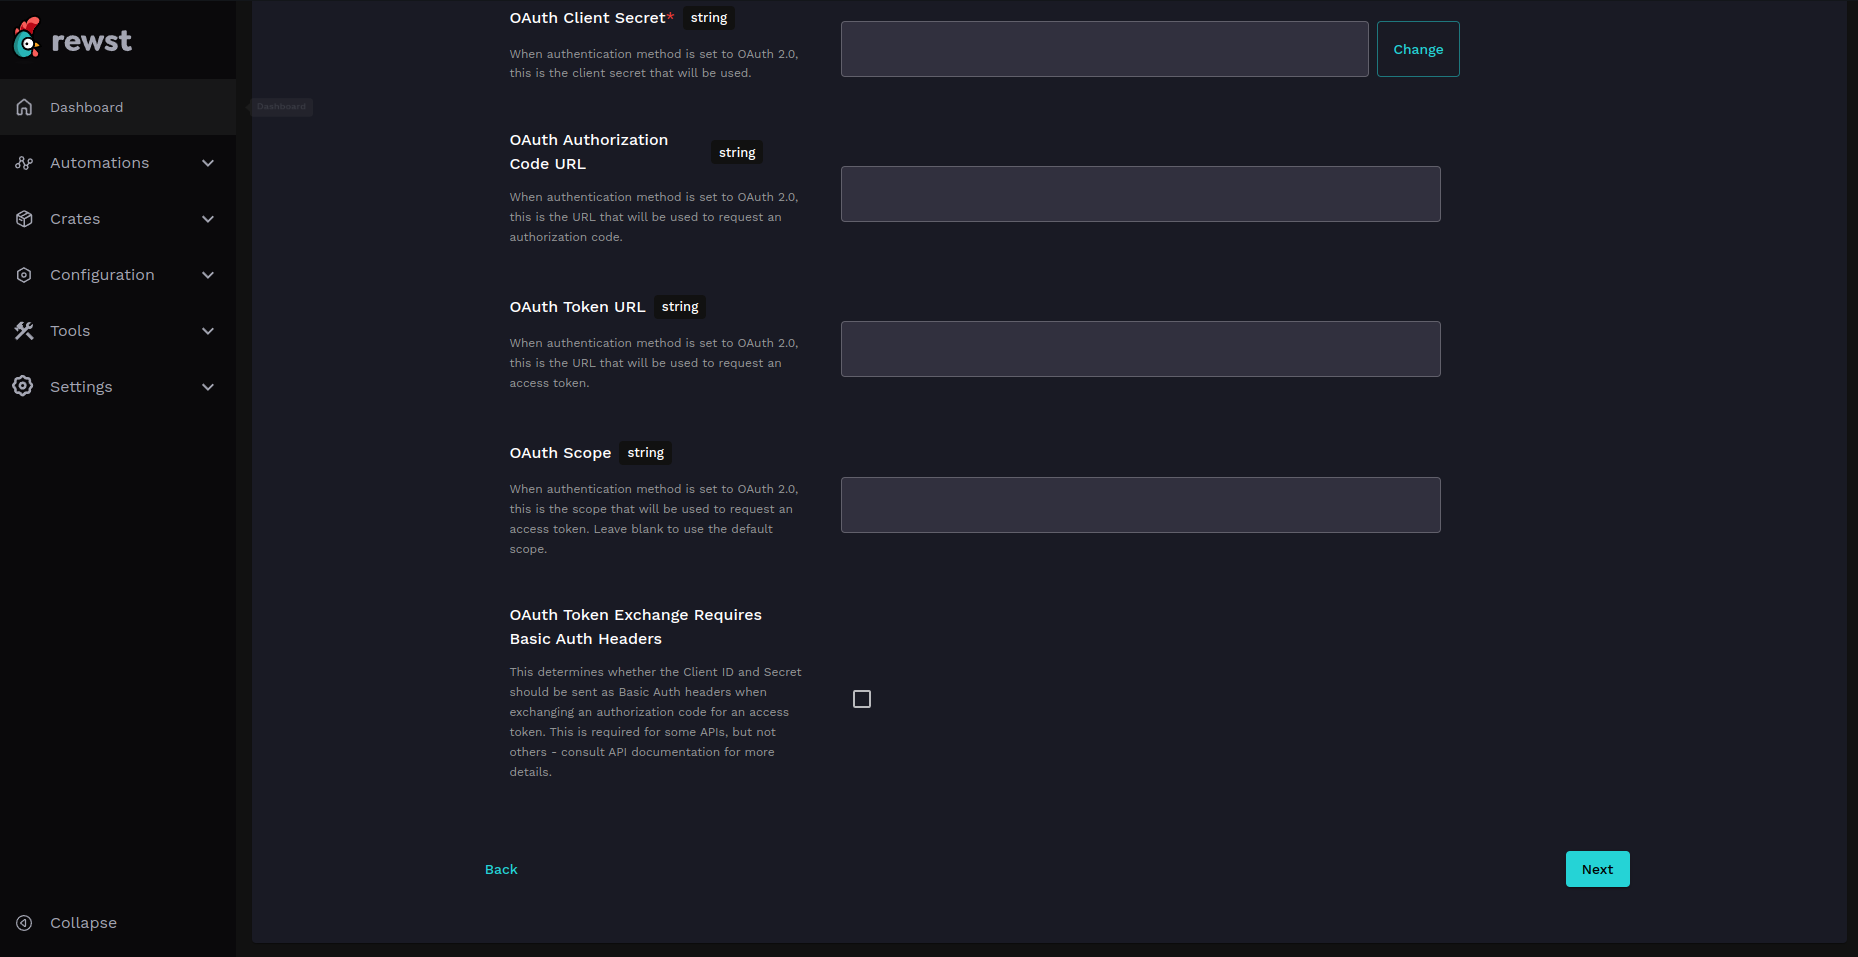 rewst
Dashboard
Dashboard
Automations
Crates
Configuration
Tools
Settings
Collapse
OAuth Client Secret* string
When authentication method is set to OAuth 2.0,
this is the client secret that will be used.
Change
OAuth Authorization
Code URL
string
When authentication method is set to OAuth 2.0,
this is the URL that will be used to request an
authorization code.
OAuth Token URL string
When authentication method is set to OAuth 2.0,
this is the URL that will be used to request an
access token.
OAuth Scope string
When authentication method is set to OAuth 2.0,
this is the scope that will be used to request an
access token. Leave blank to use the default
scope.
OAuth Token Exchange Requires
Basic Auth Headers
This determines whether the Client ID and Secret
should be sent as Basic Auth headers when
exchanging an authorization code for an access
token. This is required for some APIs, but not
others - consult API documentation for more
details.
Back
Next